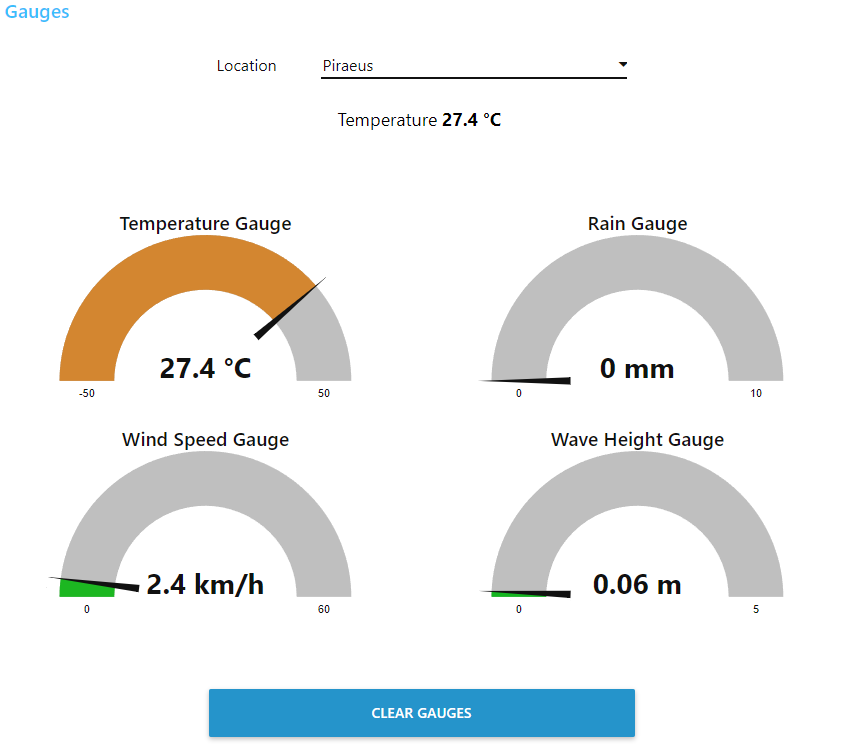 Gauges
Location Piraeus
Temperature 27.4 °C
Temperature Gauge
27.4 °C
-50 50
Rain Gauge
0 mm
0 10
Wind Speed Gauge
2.4 km/h
0 60
Wave Height Gauge
0.06 m
0 5
CLEAR GAUGES